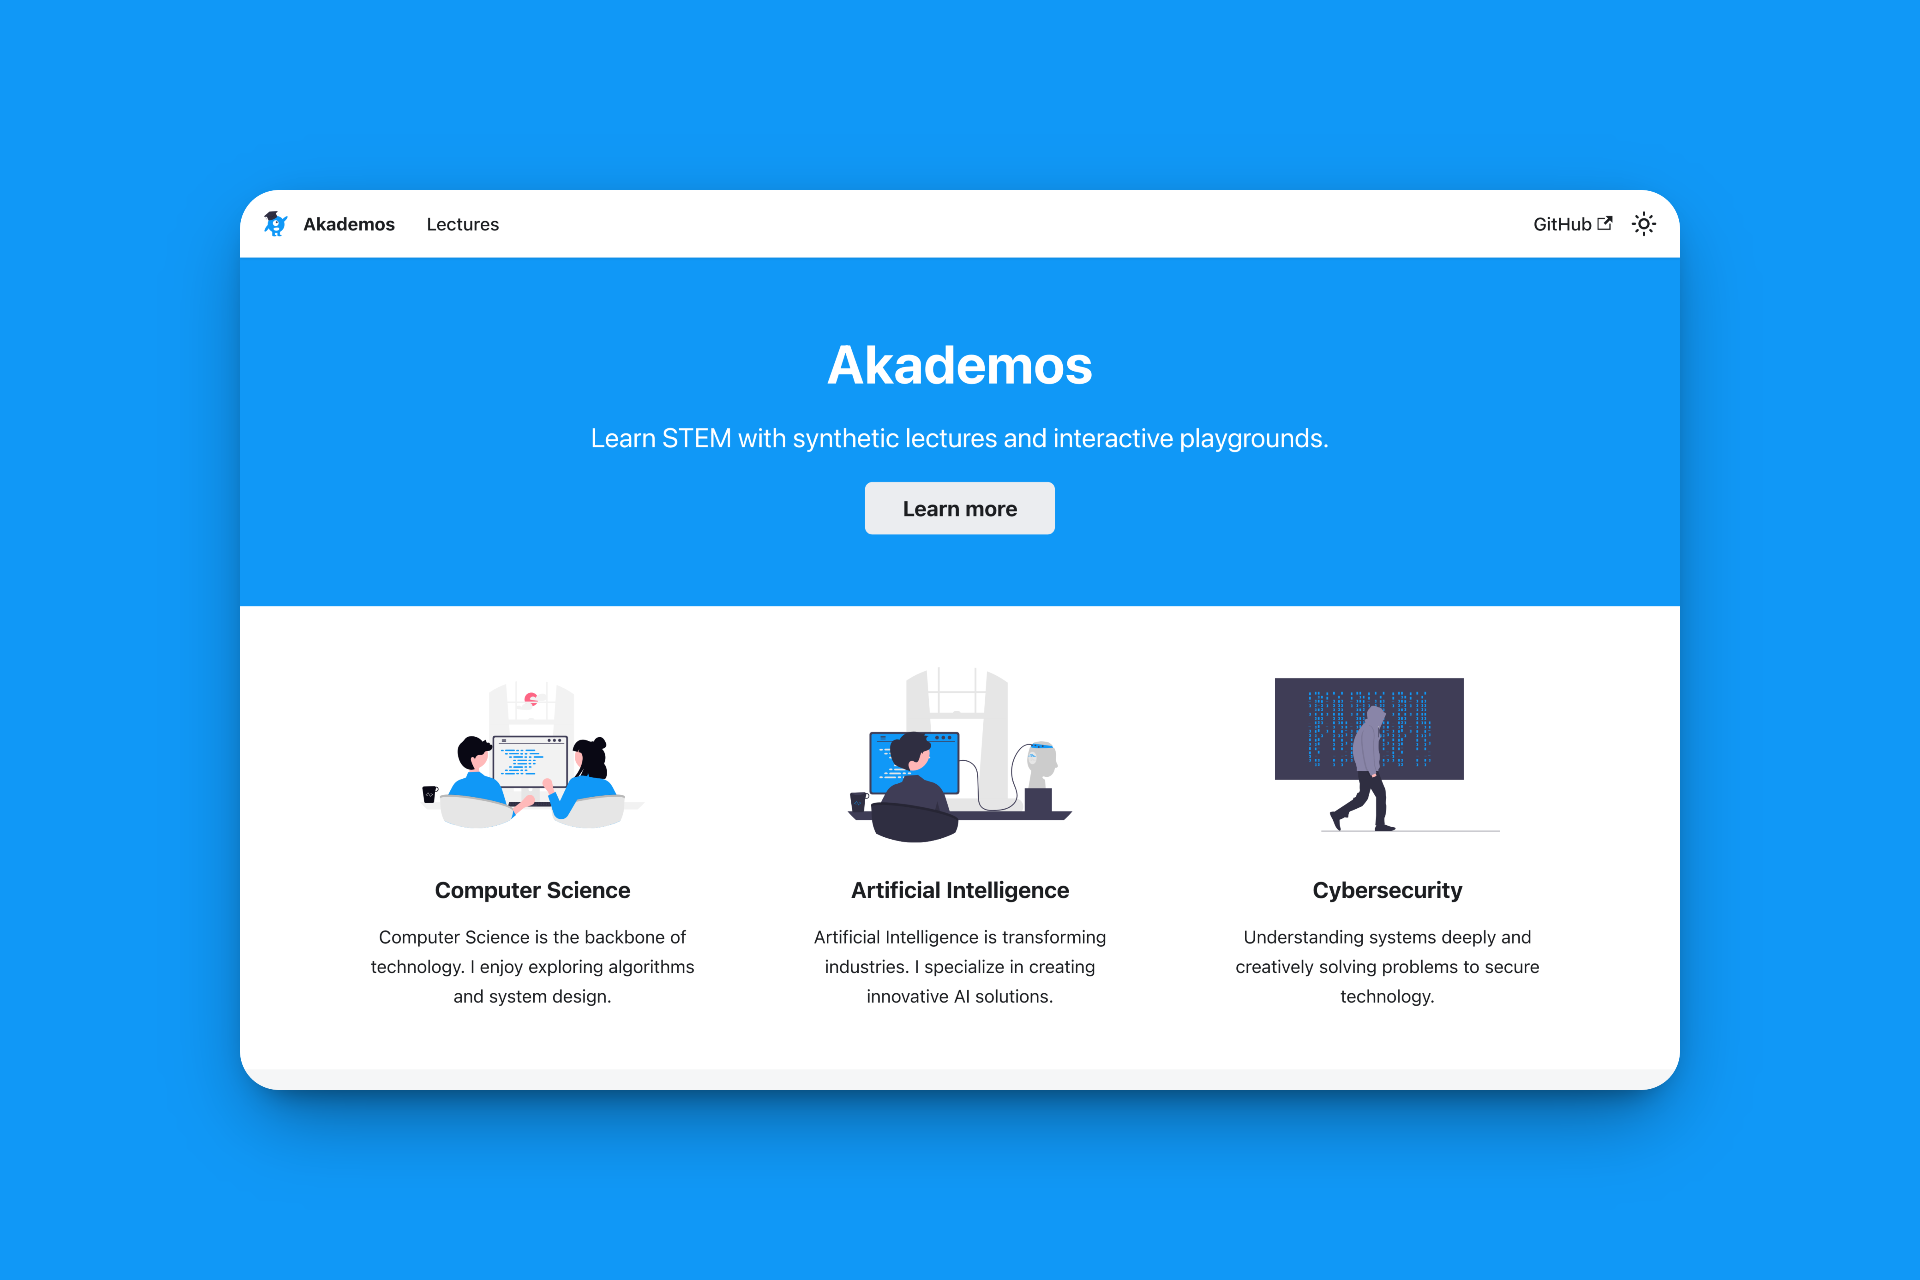 Akademos Lectures GitHub
Akademos
Learn STEM with synthetic lectures and interactive playgrounds.
Learn more
Computer Science
Computer Science is the backbone of
technology. I enjoy exploring algorithms
and system design.
Artificial Intelligence
Artificial Intelligence is transforming
industries. I specialize in creating
innovative AI solutions.
Cybersecurity
Understanding systems deeply and
creatively solving problems to secure
technology.